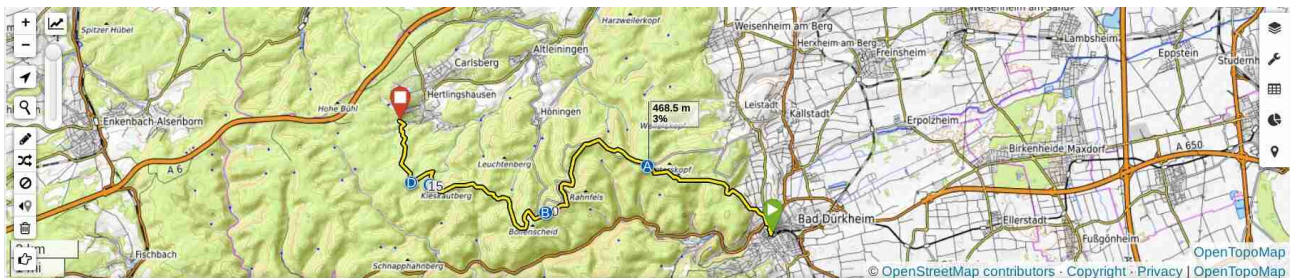 Spitzer Hübel
Harzweilerkopf
Weisenheim am Berg
Weisenheim am Sand
Lambsheim
Eppstein
Studernh
Altleiningen
Herxheim am Berg
Freinsheim
Carlsberg
Hertlingshausen
Hohe Bühl
Höningen
468.5 m
3%
Leistadt
Kallstadt
Enkenbach-Alsenborn
Erpolzheim
Birkenheide
Maxdorf
A 650
A 6
Leuchtenberg
A
D
15
Kieskautberg
Rahnfels
B
Bollenscheid
Bad Dürkheim
Ellerstadt
Fußgönheim
Fischbach
Schnapphahnberg
OpenTopoMap
© OpenStreetMap contributors · Copyright · Privacy | OpenTopoMap